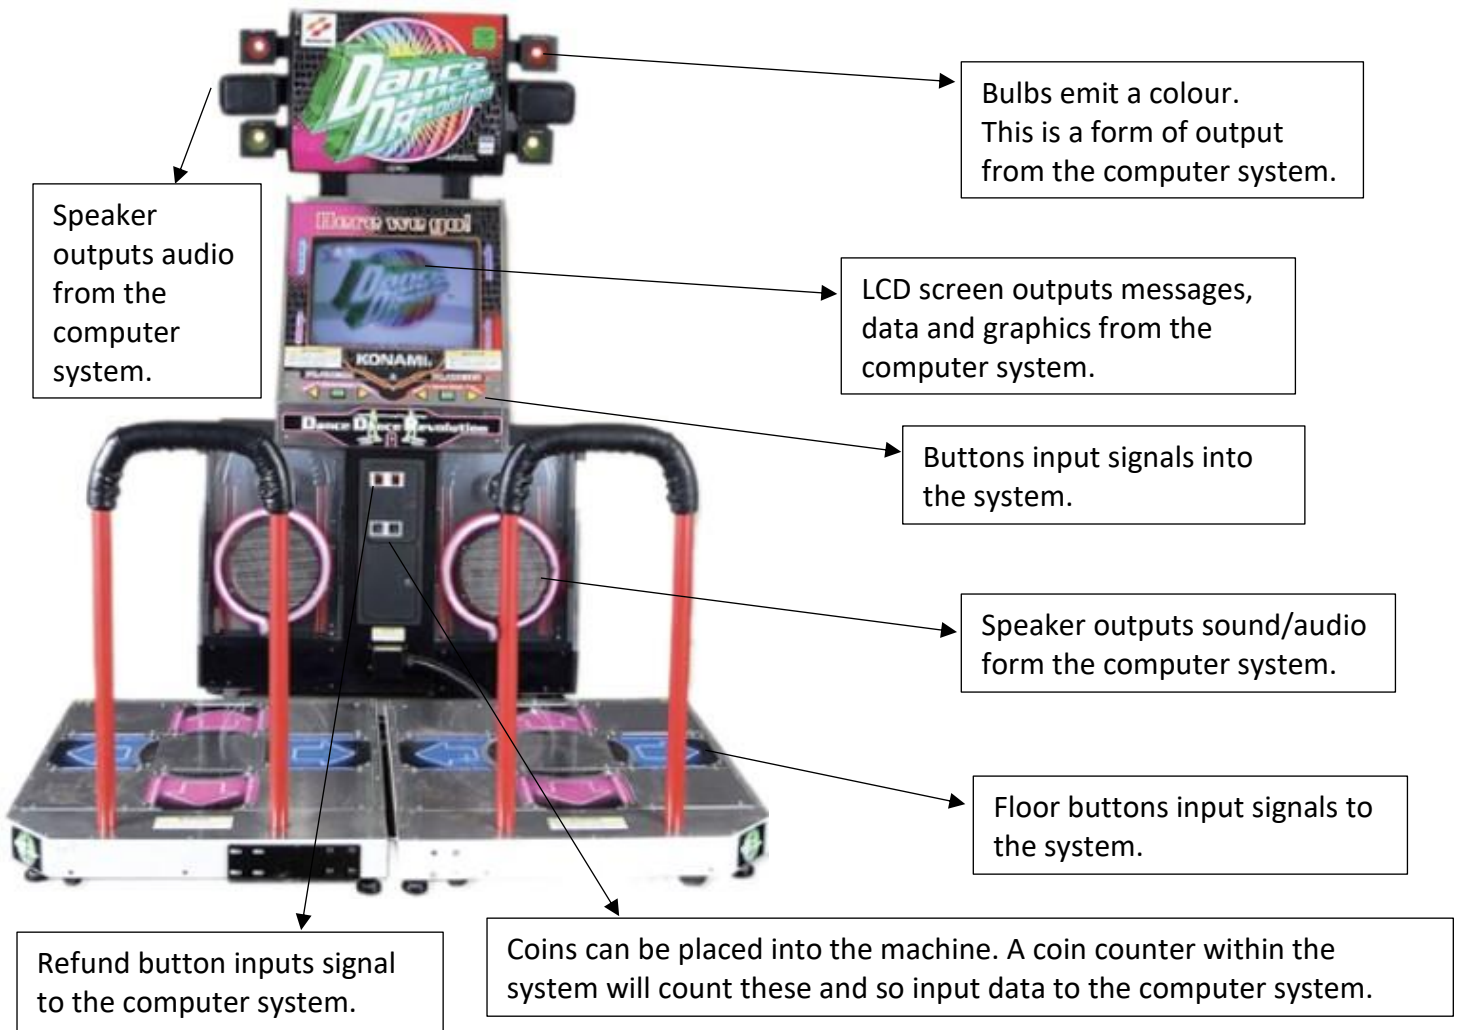 Dance
Dance
Revolution
Bulbs emit a colour.
This is a form of output
from the computer system.
Speaker
outputs audio
from the
computer
system.
Here we go!
Dance
Dance
LCD screen outputs messages,
data and graphics from the
computer system.
KONAMI
Dance Dance Revolution
Buttons input signals into
the system.
Speaker outputs sound/audio
form the computer system.
Floor buttons input signals to
the system.
Refund button inputs signal
to the computer system.
Coins can be placed into the machine. A coin counter within the
system will count these and so input data to the computer system.